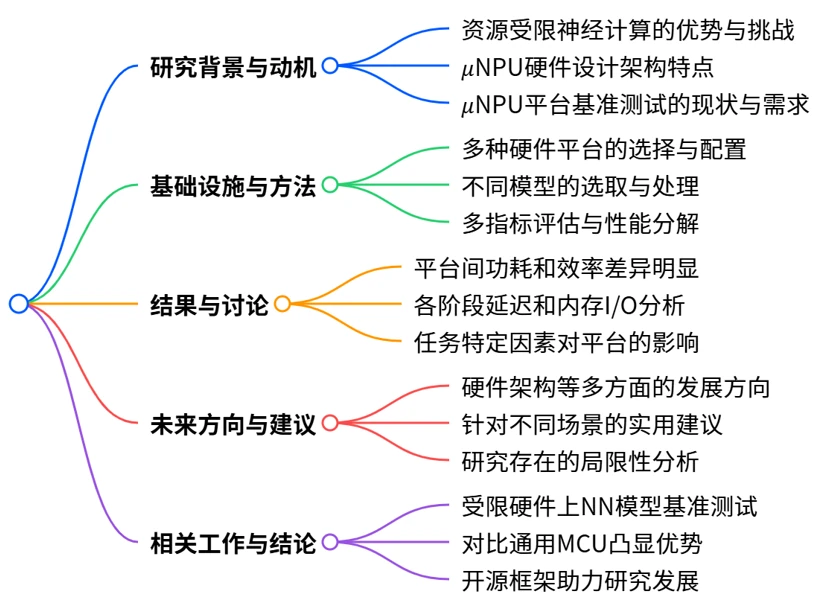 研究背景与动机
资源受限神经计算的优势与挑战
μNPU硬件设计架构特点
μNPU平台基准测试的现状与需求
基础设施与方法
多种硬件平台的选择与配置
不同模型的选取与处理
多指标评估与性能分解
结果与讨论
平台间功耗和效率差异明显
各阶段延迟和内存I/O分析
任务特定因素对平台的影响
未来方向与建议
硬件架构等多方面的发展方向
针对不同场景的实用建议
研究存在的局限性分析
相关工作与结论
受限硬件上NN模型基准测试
对比通用MCU凸显优势
开源框架助力研究发展